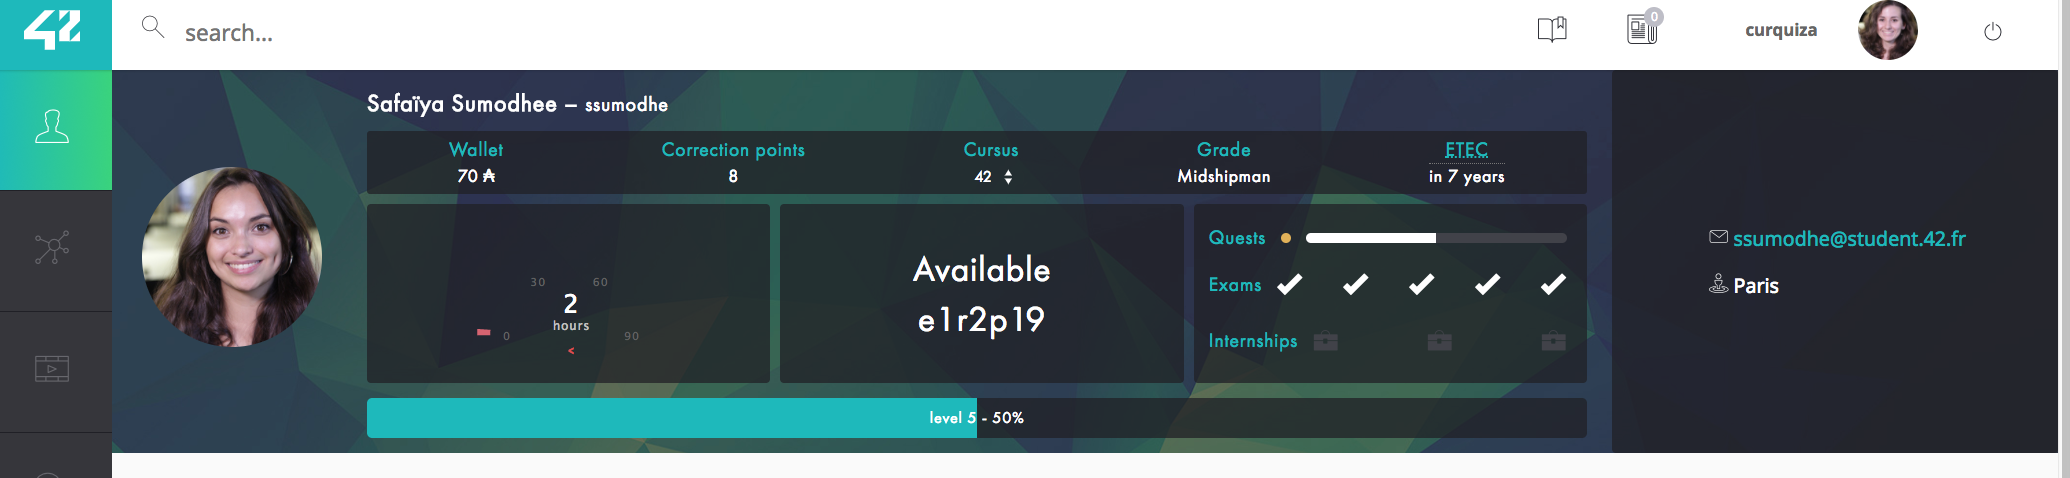 42
search...
0
curquiza
Safaïya Sumodhee – ssumodhe
Wallet
70 ₳
Correction points
8
Cursus
42
Grade
Midshipman
ETEC
in 7 years
30 60
2
hours
0 90
<
Available
e1r2p19
Quests
Exams
Internships
level 5 - 50%
ssumodhe@student.42.fr
Paris